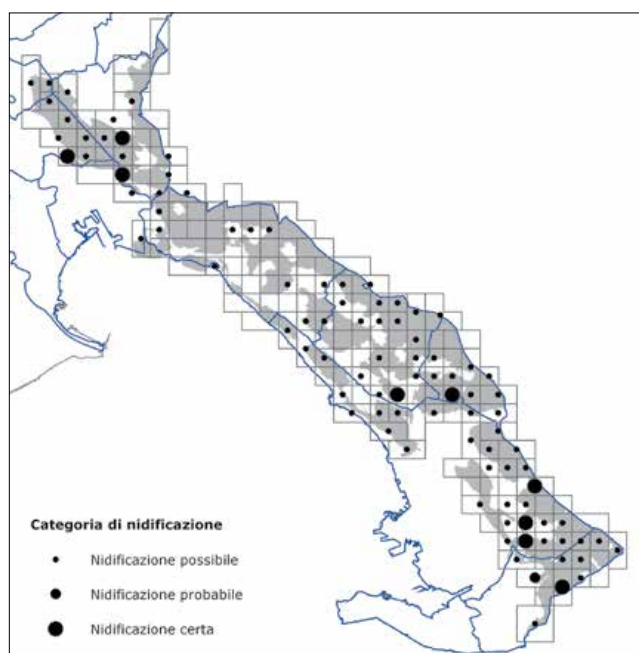 Categoria di nidificazione
Nidificazione possibile
Nidificazione probabile
Nidificazione certa